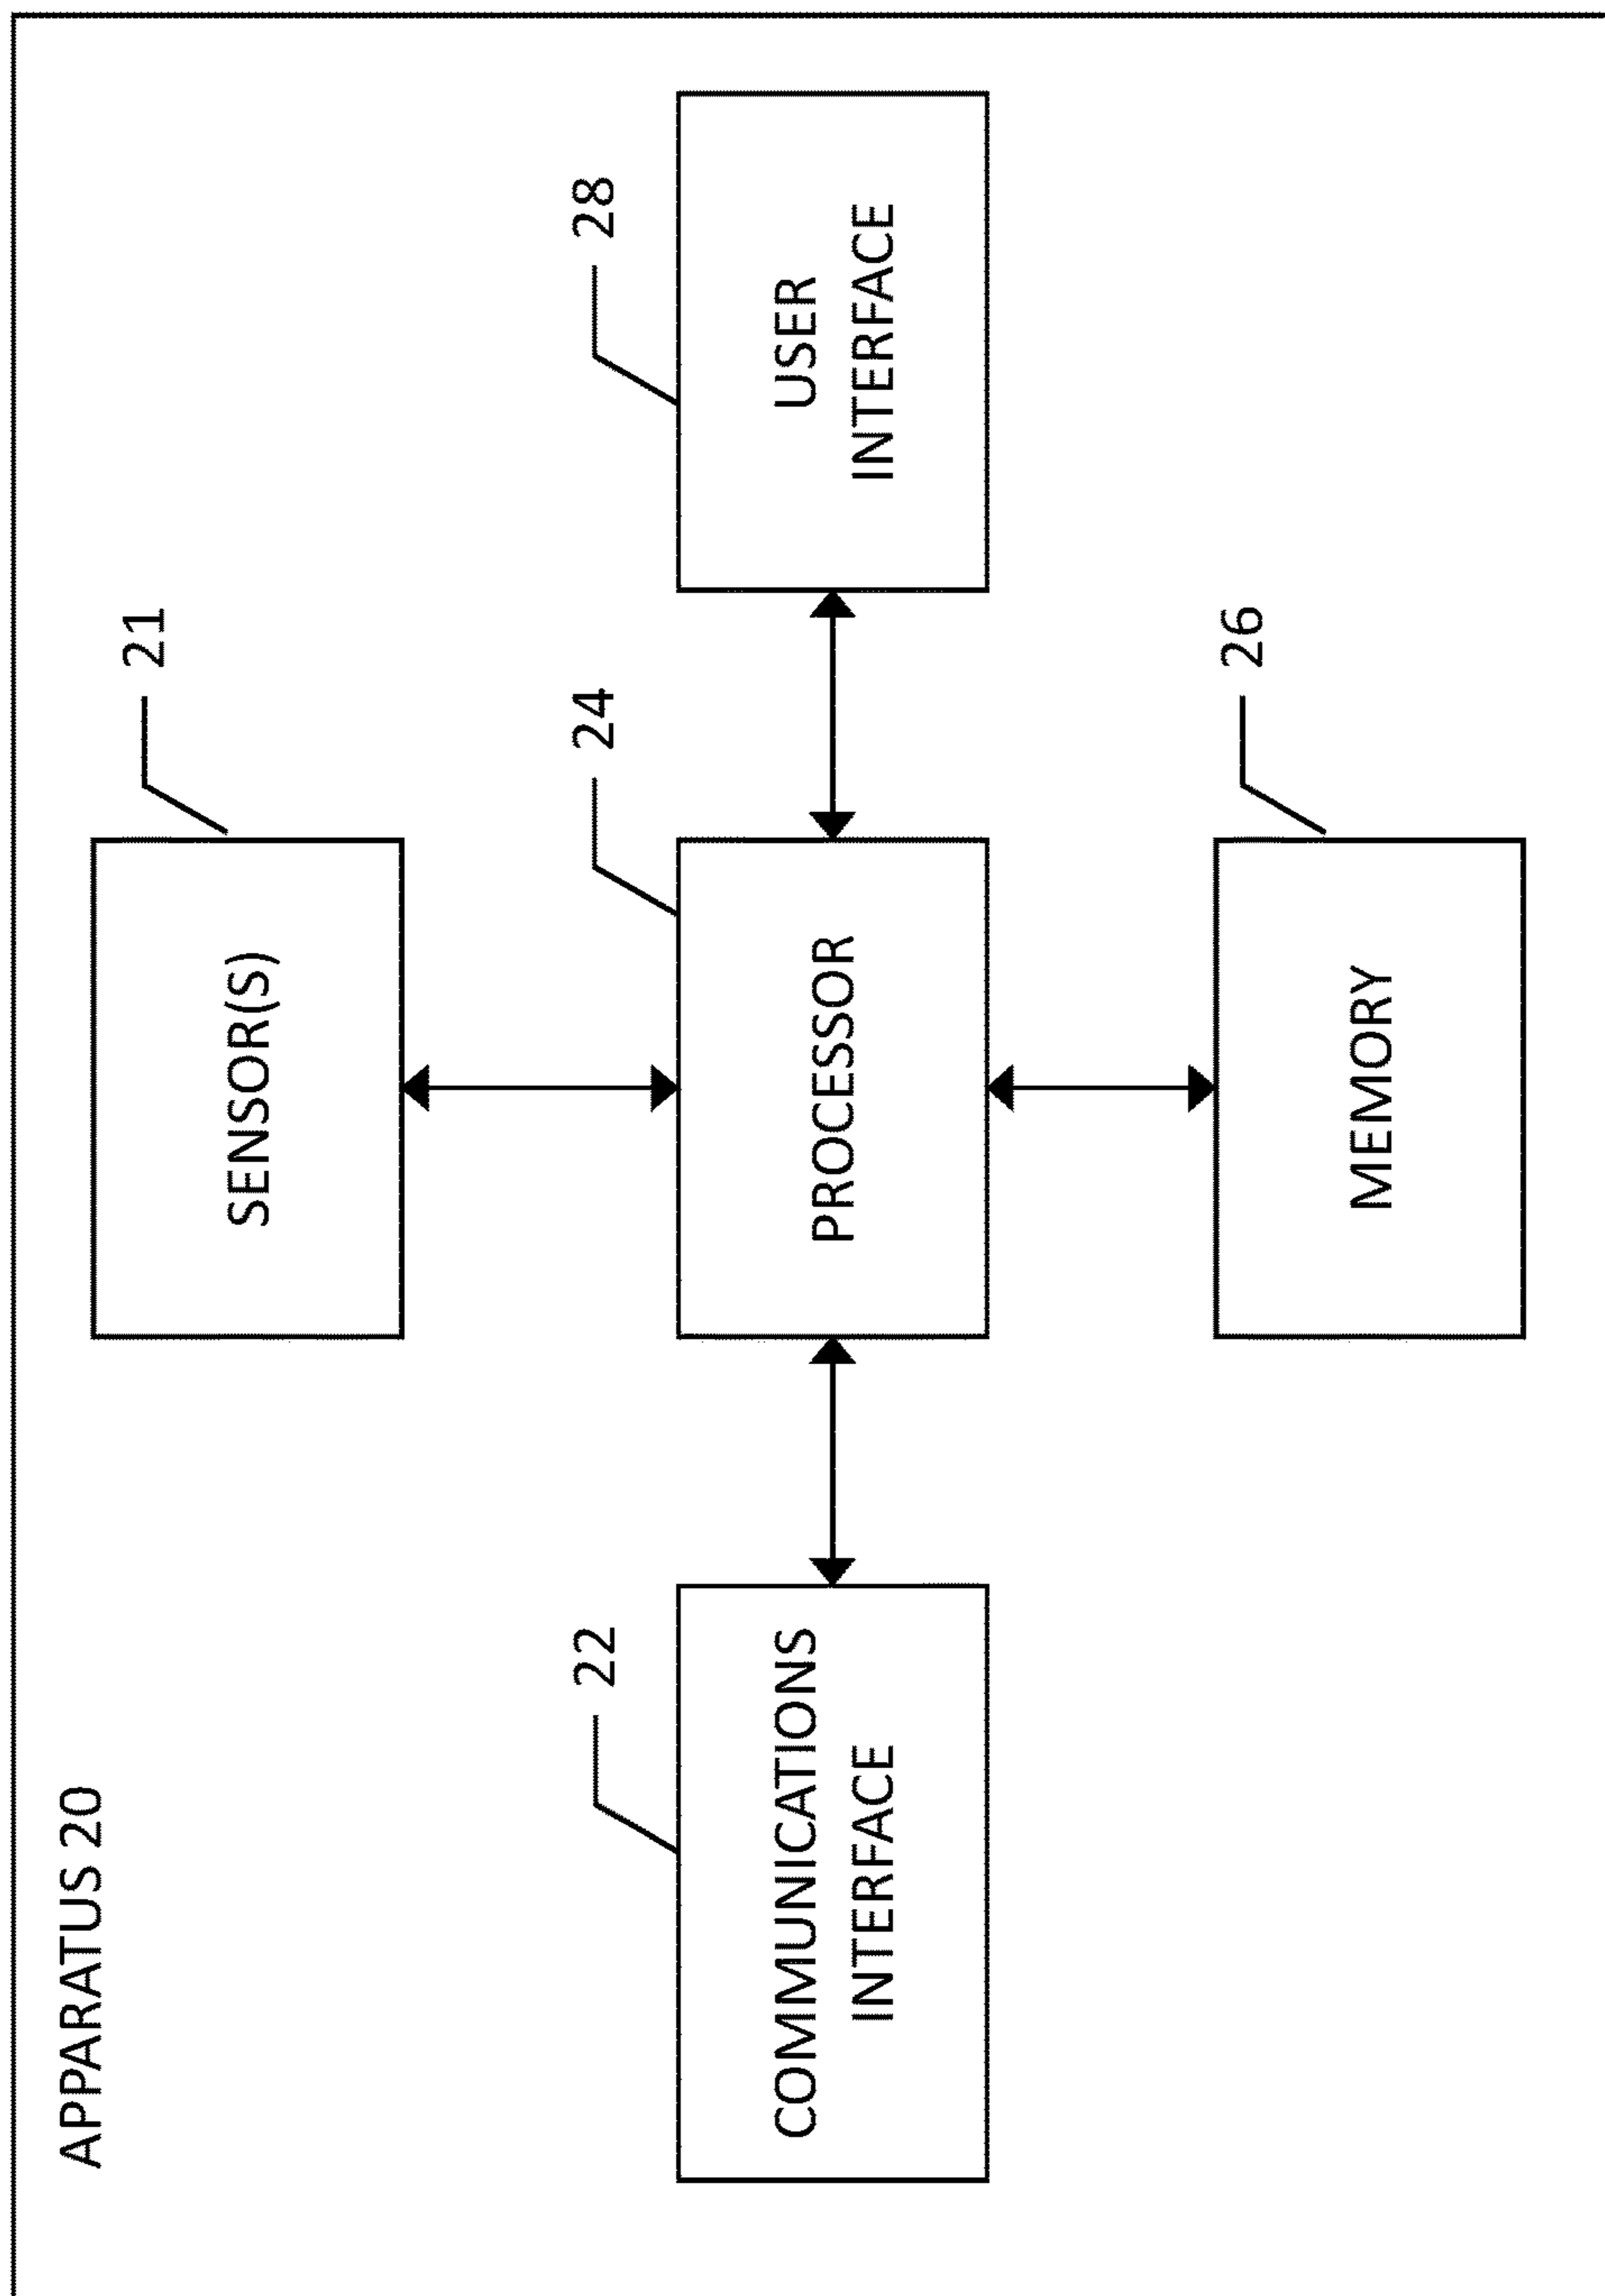 APPARATUS 20
21
SENSOR(S)
22
COMMUNICATIONS
INTERFACE
24
PROCESSOR
28
USER
INTERFACE
26
MEMORY